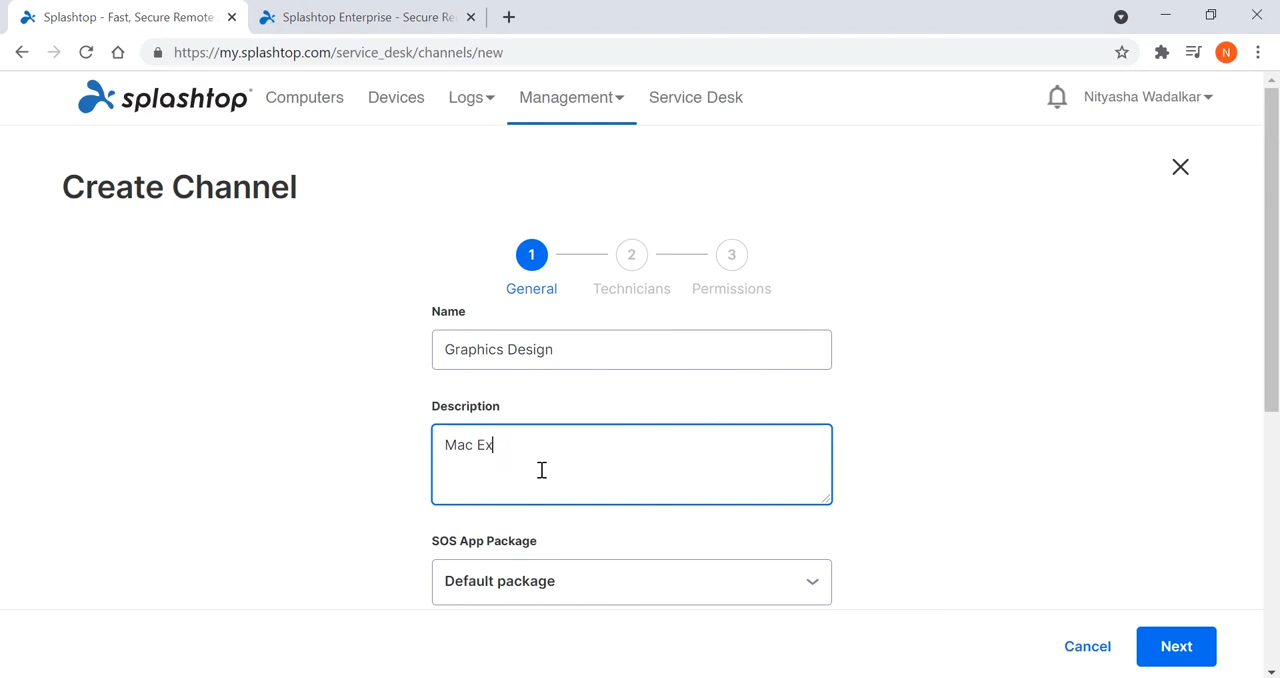 Splashtop - Fast, Secure Remote
Splashtop Enterprise - Secure Re
https://my.splashtop.com/service_desk/channels/new
N
splashtop Computers Devices Logs Management Service Desk Nityasha Wadalkar
Create Channel
1 2 3
General Technicians Permissions
Name
Graphics Design
Description
Mac Ex
SOS App Package
Default package
Cancel Next